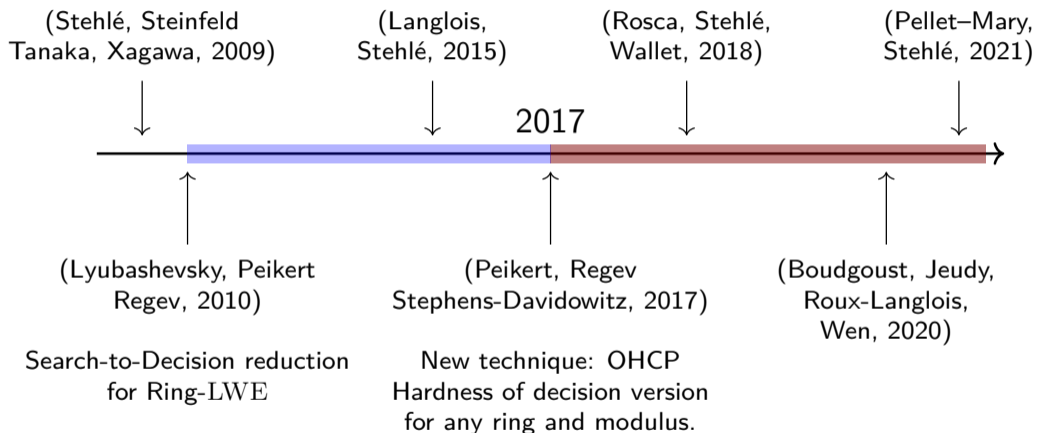 (Stehlé, Steinfeld
Tanaka, Xagawa, 2009)
(Langlois,
Stehlé, 2015)
(Rosca, Stehlé,
Wallet, 2018)
(Pellet–Mary,
Stehlé, 2021)
2017
(Lyubashevsky, Peikert
Regev, 2010)
Search-to-Decision reduction
for Ring-LWE
(Peikert, Regev
Stephens-Davidowitz, 2017)
New technique: OHCP
Hardness of decision version
for any ring and modulus.
(Boudgoust, Jeudy,
Roux-Langlois,
Wen, 2020)